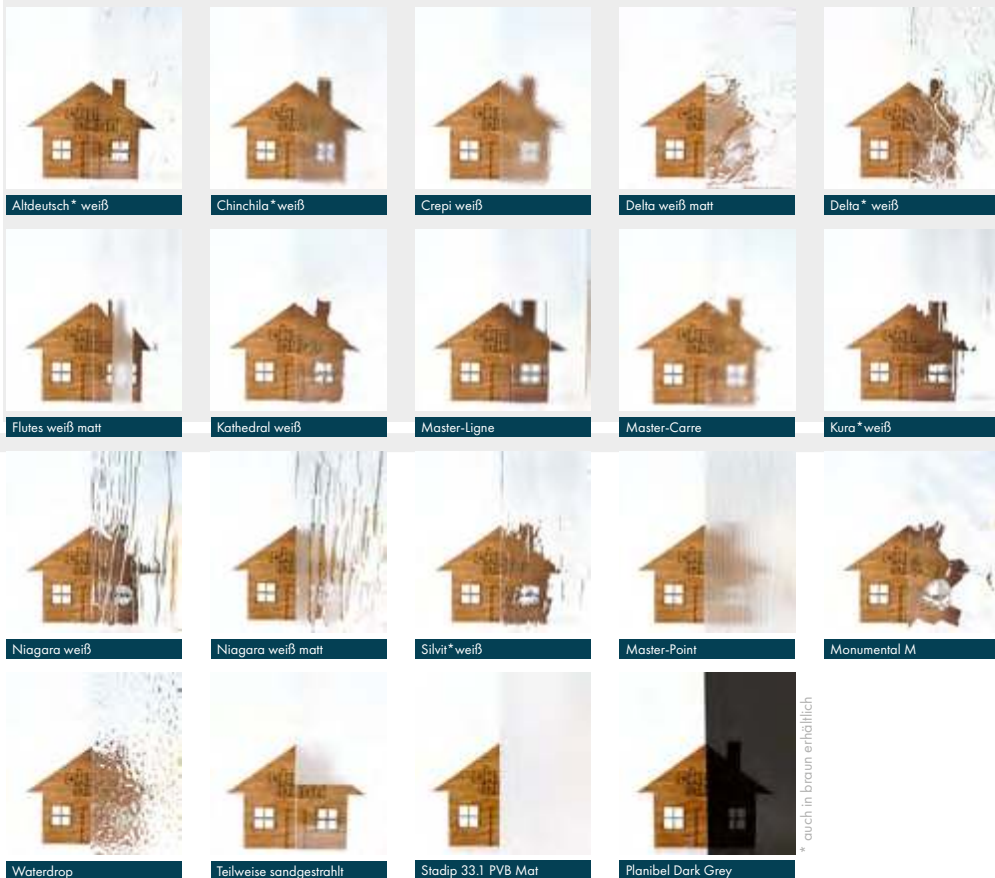 Altdeutsch* weiß
Chinchila*weiß
Crepi weiß
Delta weiß matt
Delta* weiß
Flutes weiß matt
Kathedral weiß
Master-Ligne
Master-Carre
Kura*weiß
Niagara weiß
Niagara weiß matt
Silvit*weiß
Master-Point
Monumental M
Waterdrop
Teilweise sandgestrahlt
Stadip 33.1 PVB Mat
Planibel Dark Grey
* auch in braun erhältlich